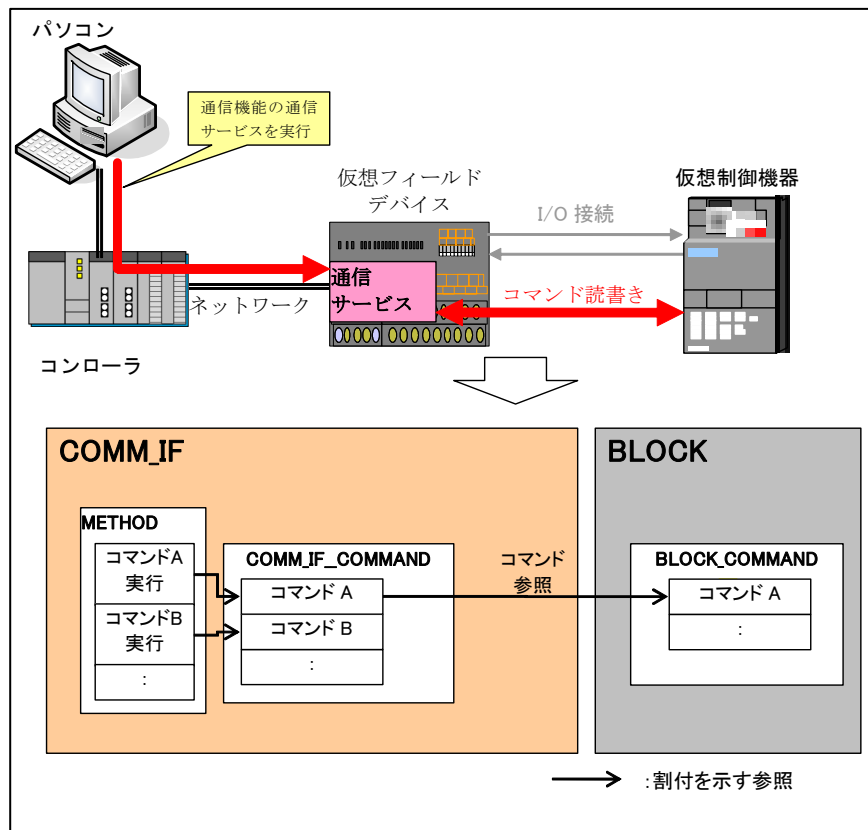 パソコン
通信機能の通信
サービスを実行
仮想フィールド
デバイス
仮想制御機器
I/O 接続
通信
サービス
コマンド読書き
ネットワーク
コントローラ
COMM_IF
BLOCK
METHOD
コマンドA
実行
コマンドB
実行
:
COMM_IF_COMMAND
コマンド A
コマンド B
:
コマンド
参照
BLOCK_COMMAND
コマンド A
:
:割付を示す参照